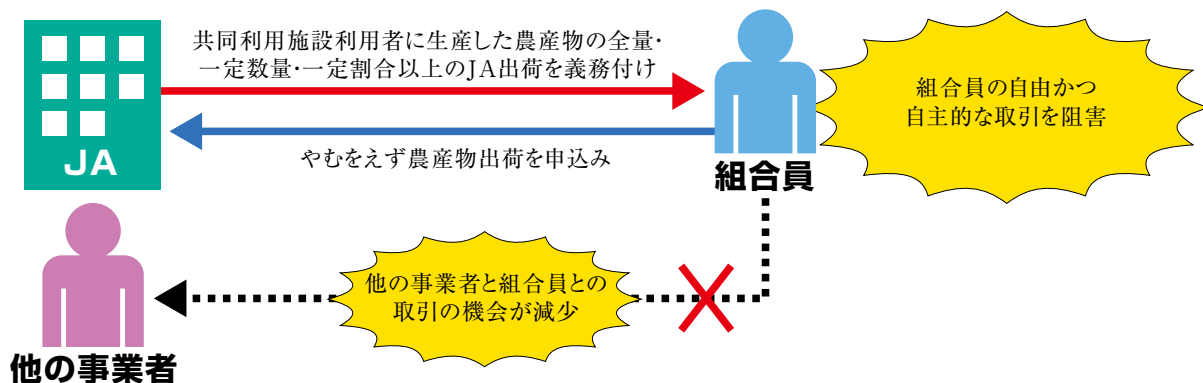 共同利用施設利用者に生産した農産物の全量・
一定数量・一定割合以上のJA出荷を義務付け
JA
やむをえず農産物出荷を申込み
組合員
組合員の自由かつ
自主的な取引を阻害
他の事業者と組合員との
取引の機会が減少
他の事業者